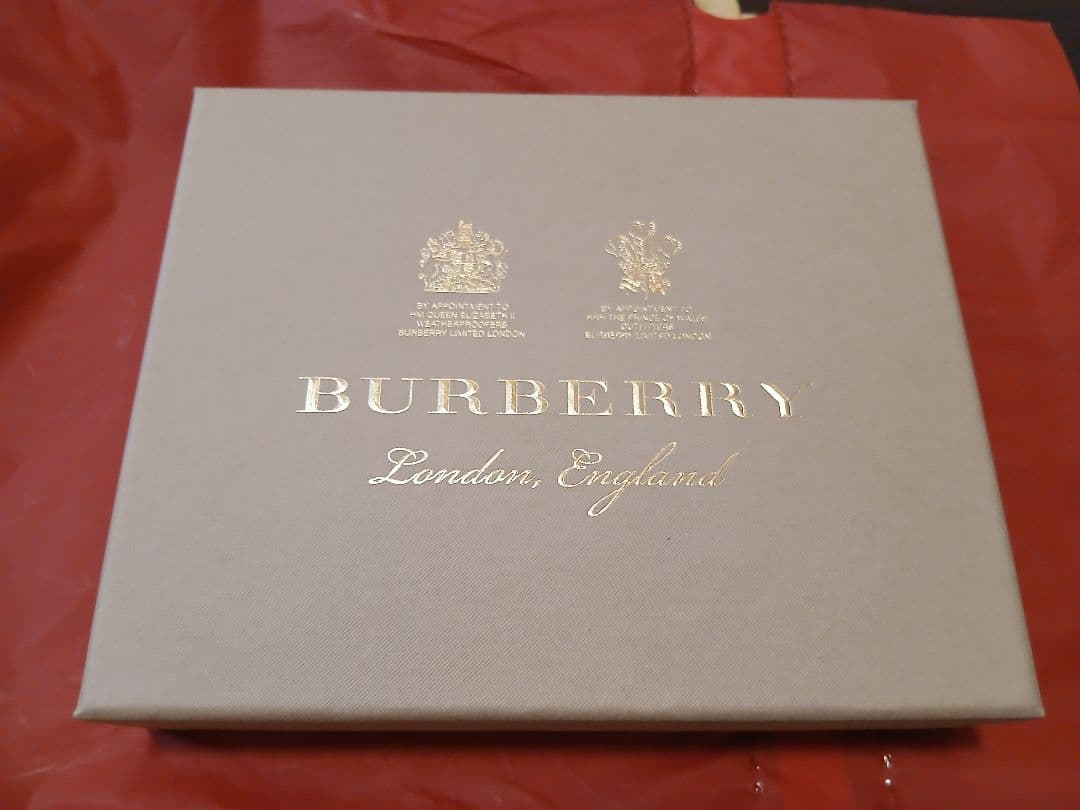 BY APPOINTMENT TO
HM QUEEN ELIZABETH II
WEATHERPROOFERS
BURBERRY LIMITED LONDON
BY APPOINTMENT TO
HRH THE PRINCE OF WALES
OUTFITTERS
BURBERRY LIMITED LONDON
BURBERRY
London, England